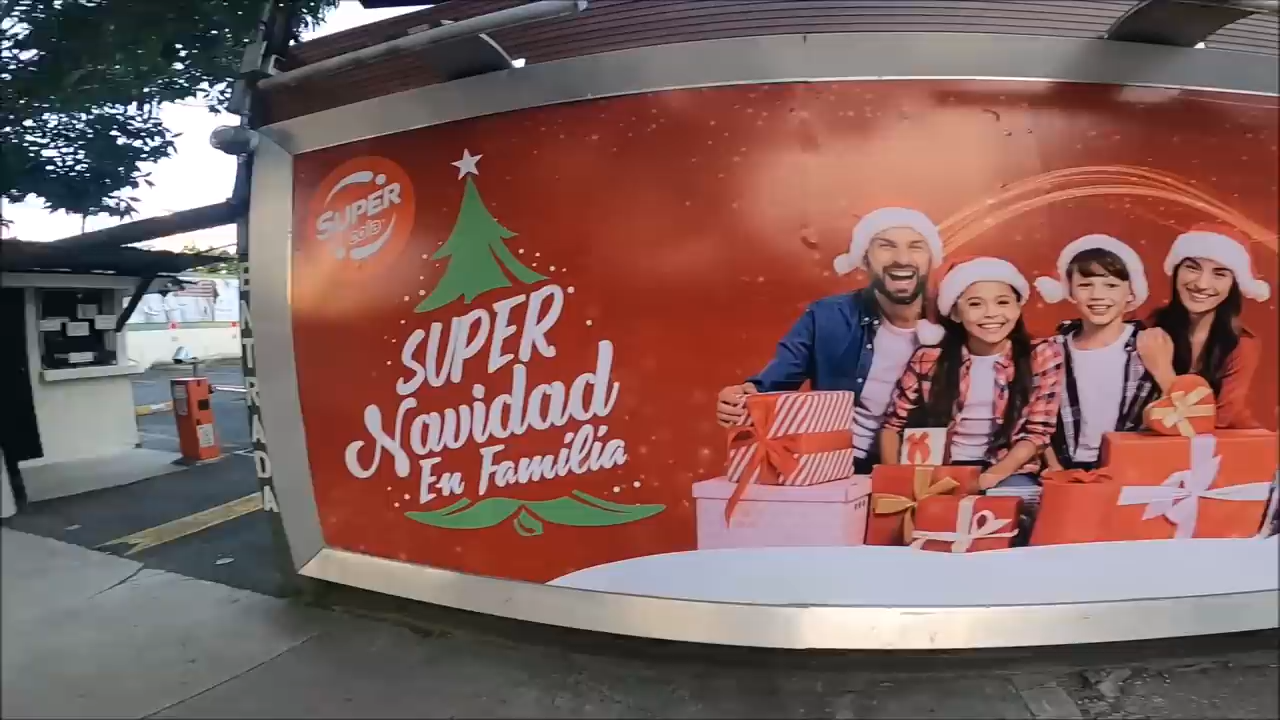 SUPER
SUPER
Navidad
En Familia
ENTRADA